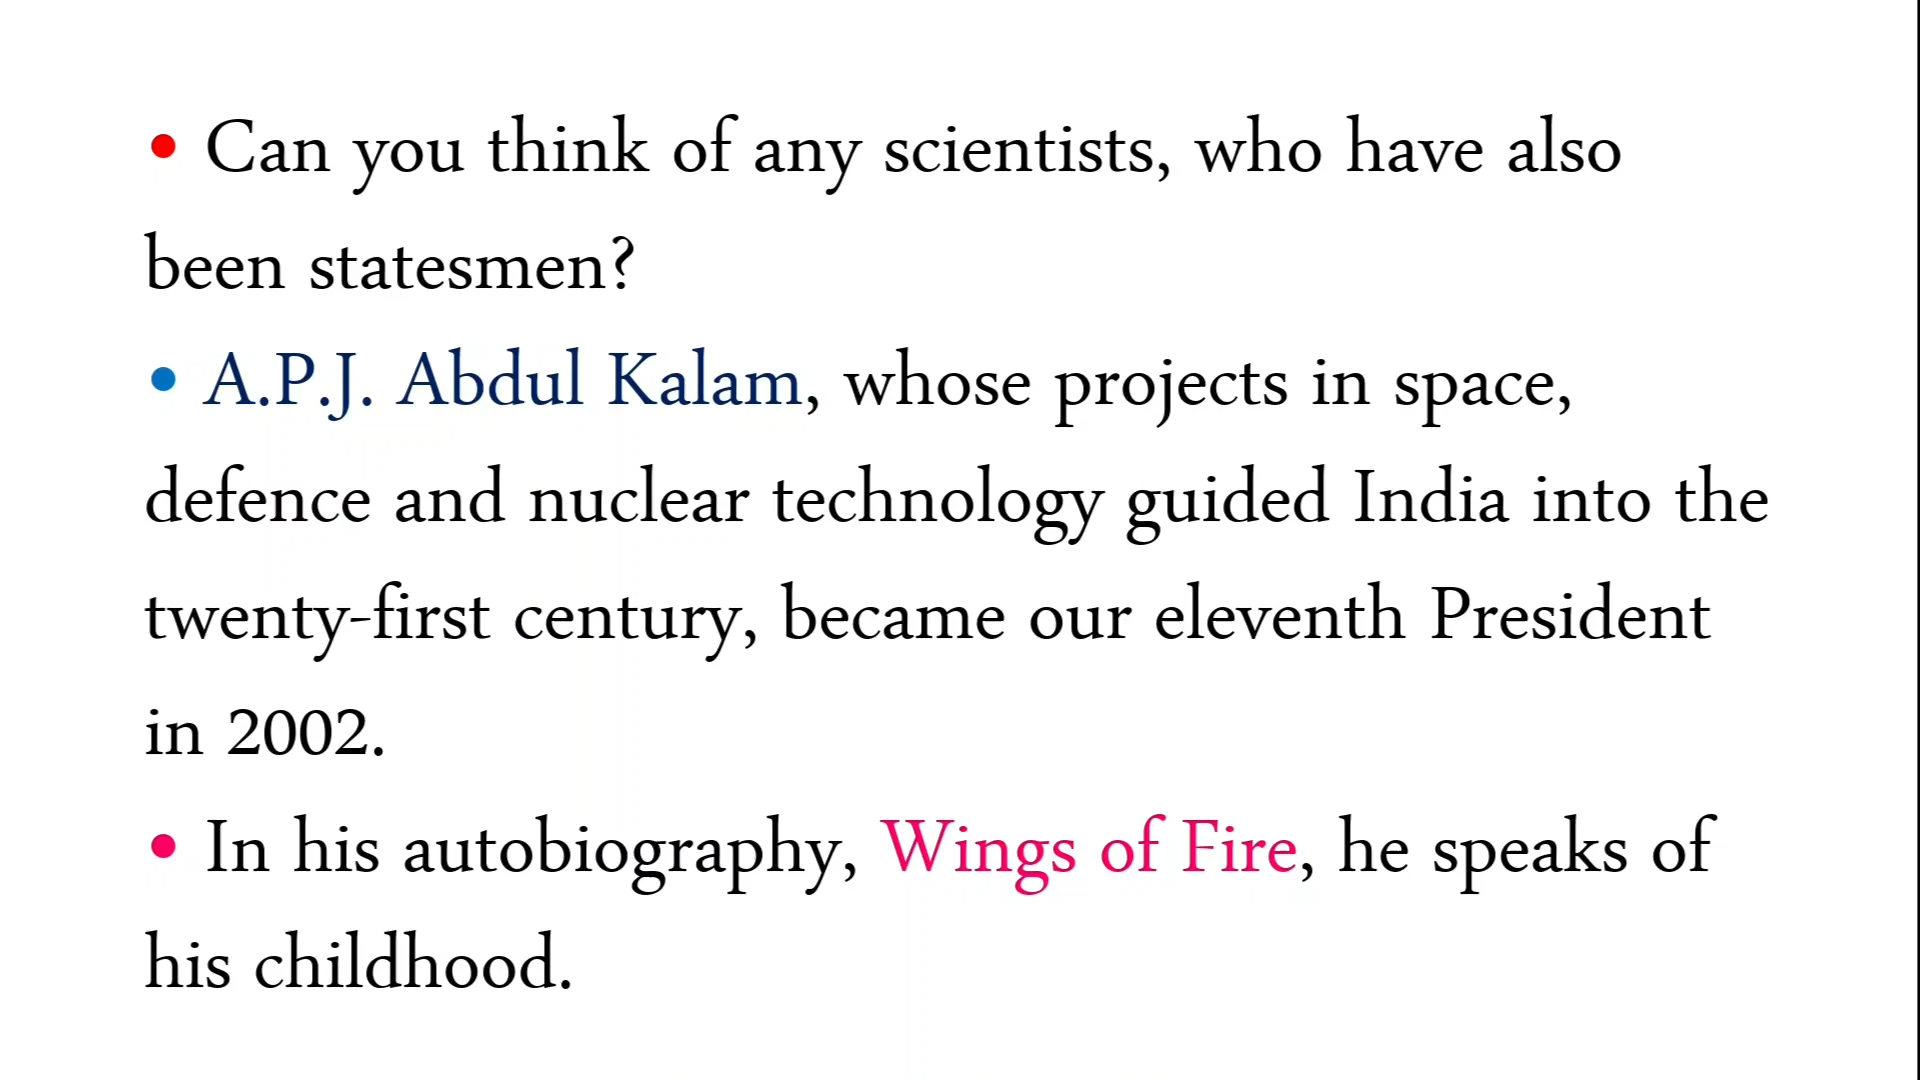 • Can you think of any scientists, who have also
been statesmen?
• A.P.J. Abdul Kalam, whose projects in space,
defence and nuclear technology guided India into the
twenty-first century, became our eleventh President
in 2002.
• In his autobiography, Wings of Fire, he speaks of
his childhood.